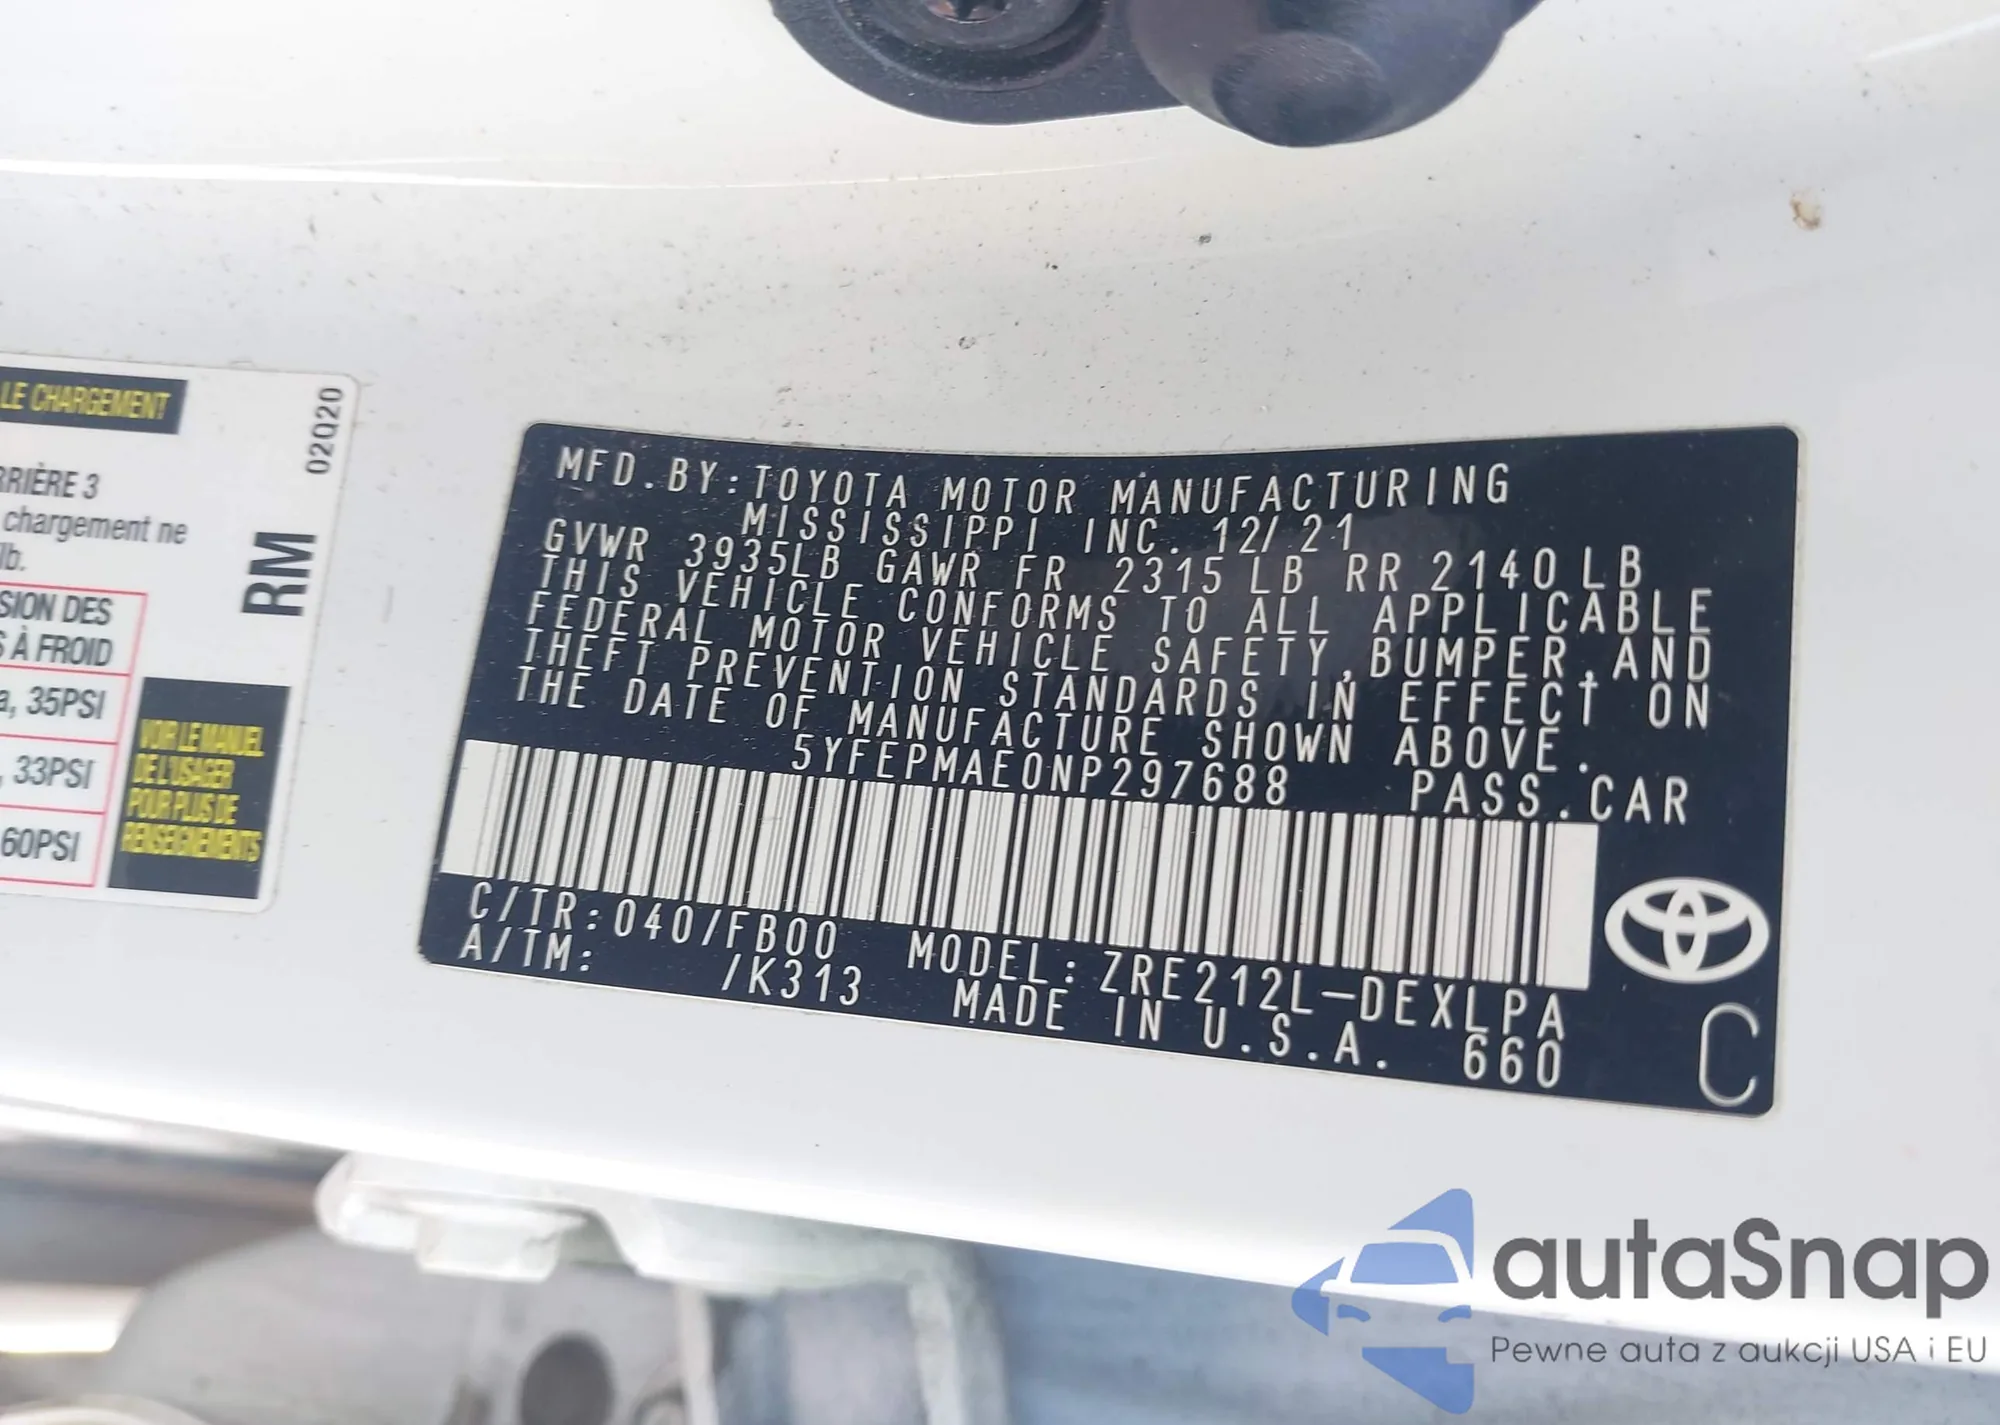 LE CHARGEMENT
02Q20
RRIÈRE 3
chargement ne
lb.
RM
SION DES
À FROID
a, 35PSI
, 33PSI
60PSI
VOIR LE MANUEL
DE L'USAGER
POUR PLUS DE
RENSEIGNEMENTS
MFD.BY:TOYOTA MOTOR MANUFACTURING
MISSISSIPPI INC. 12/21
GVWR 3935LB GAWR FR 2315LB RR 2140LB
THIS VEHICLE CONFORMS TO ALL APPLICABLE
FEDERAL MOTOR VEHICLE SAFETY,BUMPER,AND
THEFT PREVENTION STANDARDS IN EFFECT ON
THE DATE OF MANUFACTURE SHOWN ABOVE.
5YFEPMAE0NP297688 PASS.CAR
C/TR:040/FB00 MODEL:ZRE212L-DEXLPA
A/TM: /K313 MADE IN U.S.A. 660
C
autaSnap
Pewne auta z aukcji USA i EU